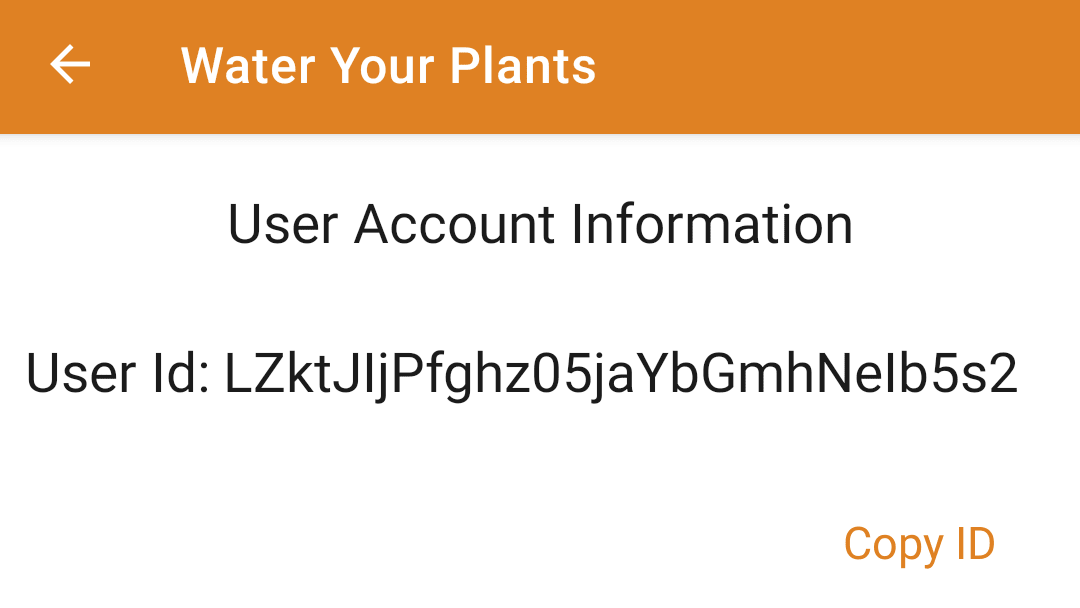 Water Your Plants
User Account Information
User Id: LZktJIjPfghz05jaYbGmhNeIb5s2
Copy ID